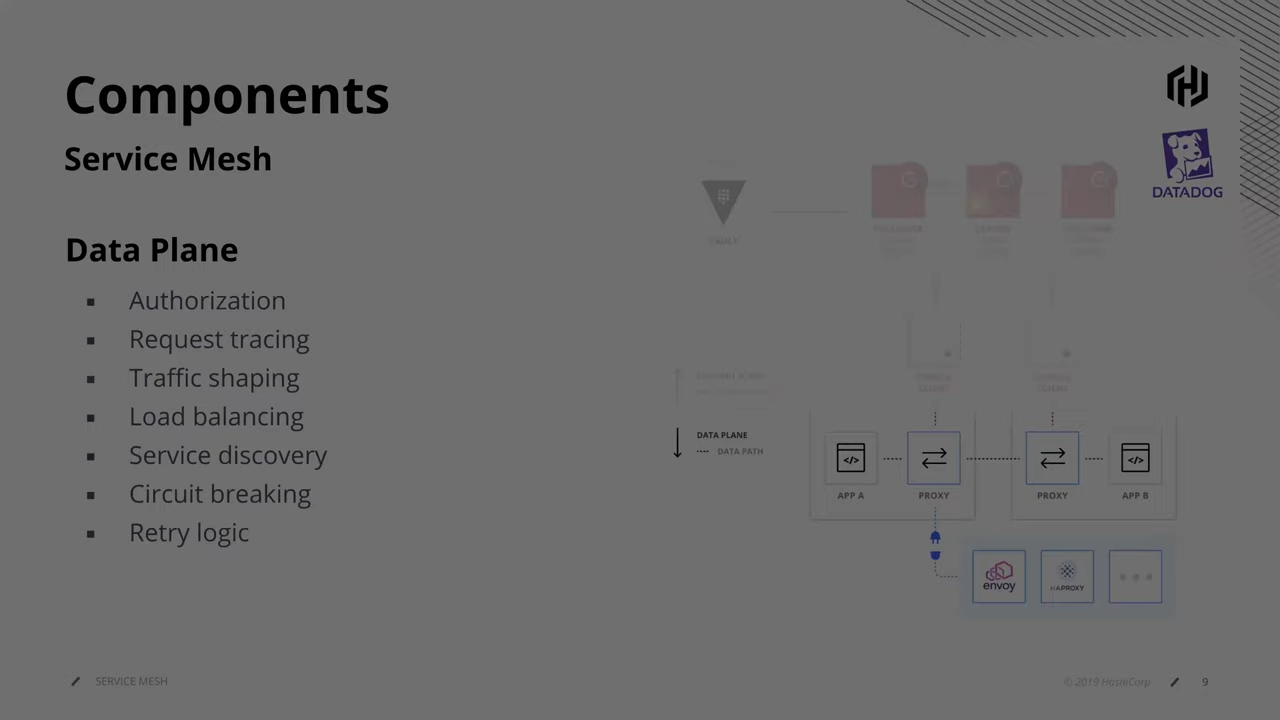 Components
Service Mesh
DATADOG
Data Plane
▪ Authorization
▪ Request tracing
▪ Traffic shaping
▪ Load balancing
▪ Service discovery
▪ Circuit breaking
▪ Retry logic
VAULT
DATA PLANE
DATA PATH
APP A
PROXY
PROXY
APP B
envoy
HAPROXY
SERVICE MESH
© 2019 HashiCorp
9